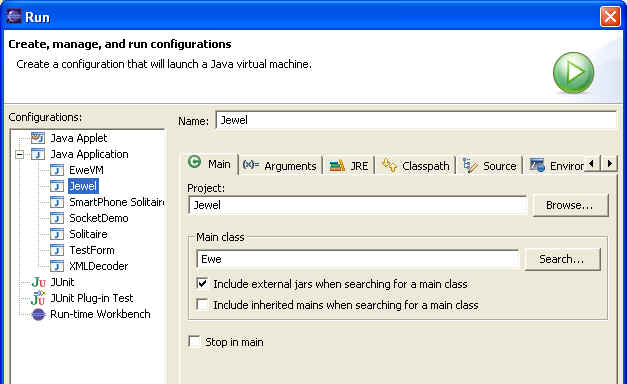 Run
Create, manage, and run configurations
Create a configuration that will launch a Java virtual machine.
Configurations:
Java Applet
Java Application
EweVM
Jewel
SmartPhone Solitair
SocketDemo
Solitaire
TestForm
XMLDecoder
JUnit
JUnit Plug-in Test
Run-time Workbench
Name: Jewel
Main Arguments JRE Classpath Source Enviror
Project:
Jewel Browse...
Main class
Ewe Search...
Include external jars when searching for a main class
Include inherited mains when searching for a main class
Stop in main